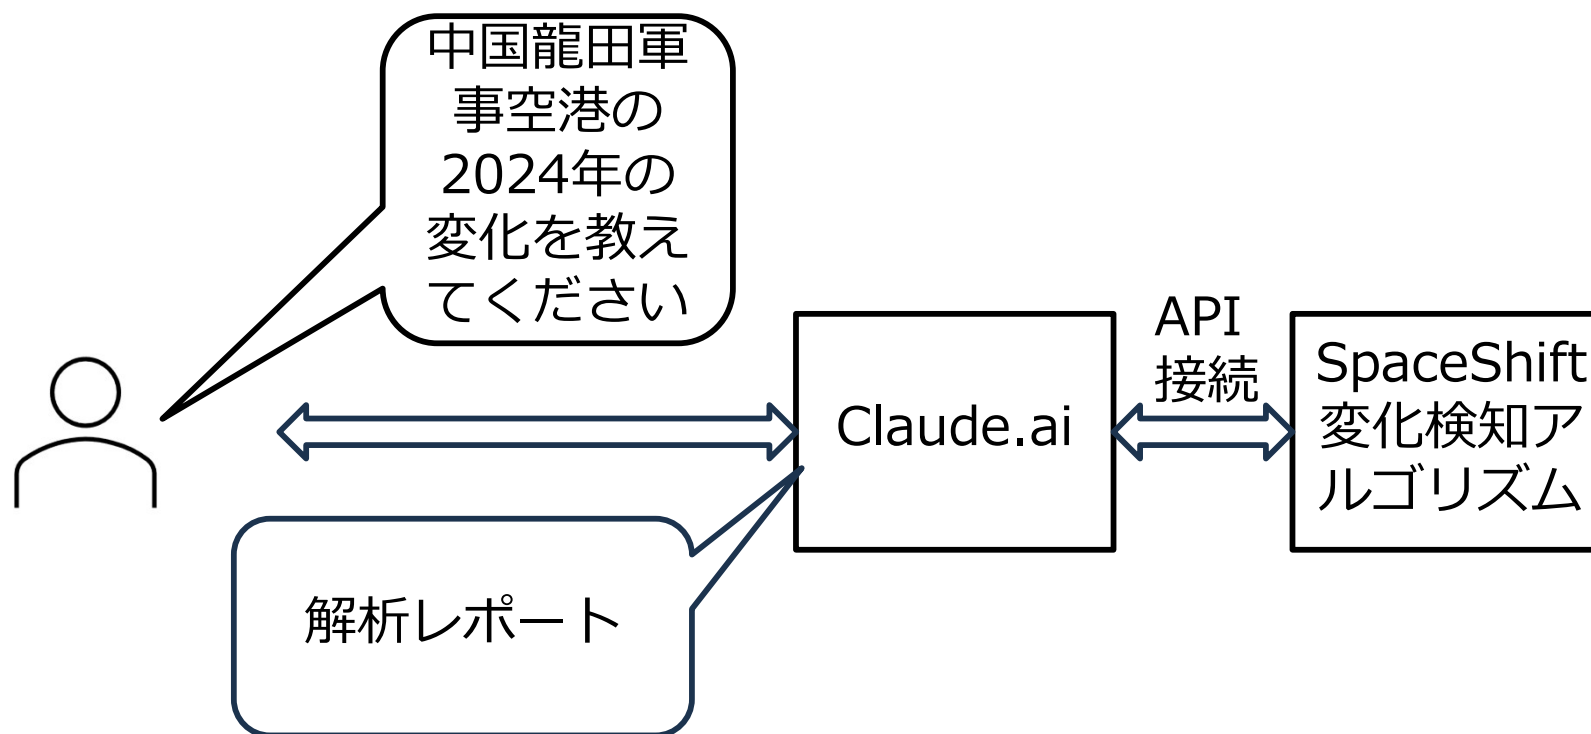 中国龍田軍
事空港の
2024年の
変化を教え
てください
API
接続
SpaceShift
変化検知ア
ルゴリズム
Claude.ai
解析レポート